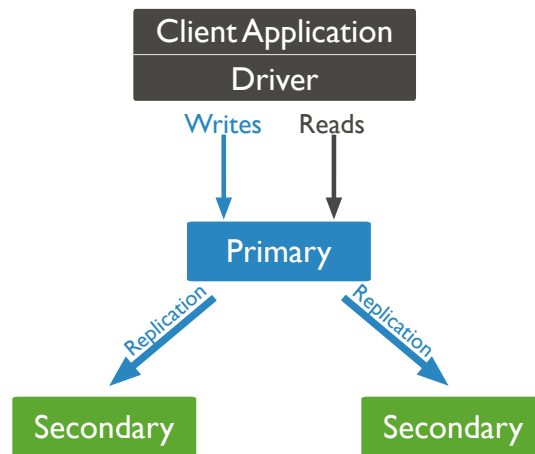 Client Application
Driver
Writes
Reads
Primary
Replication
Replication
Secondary
Secondary